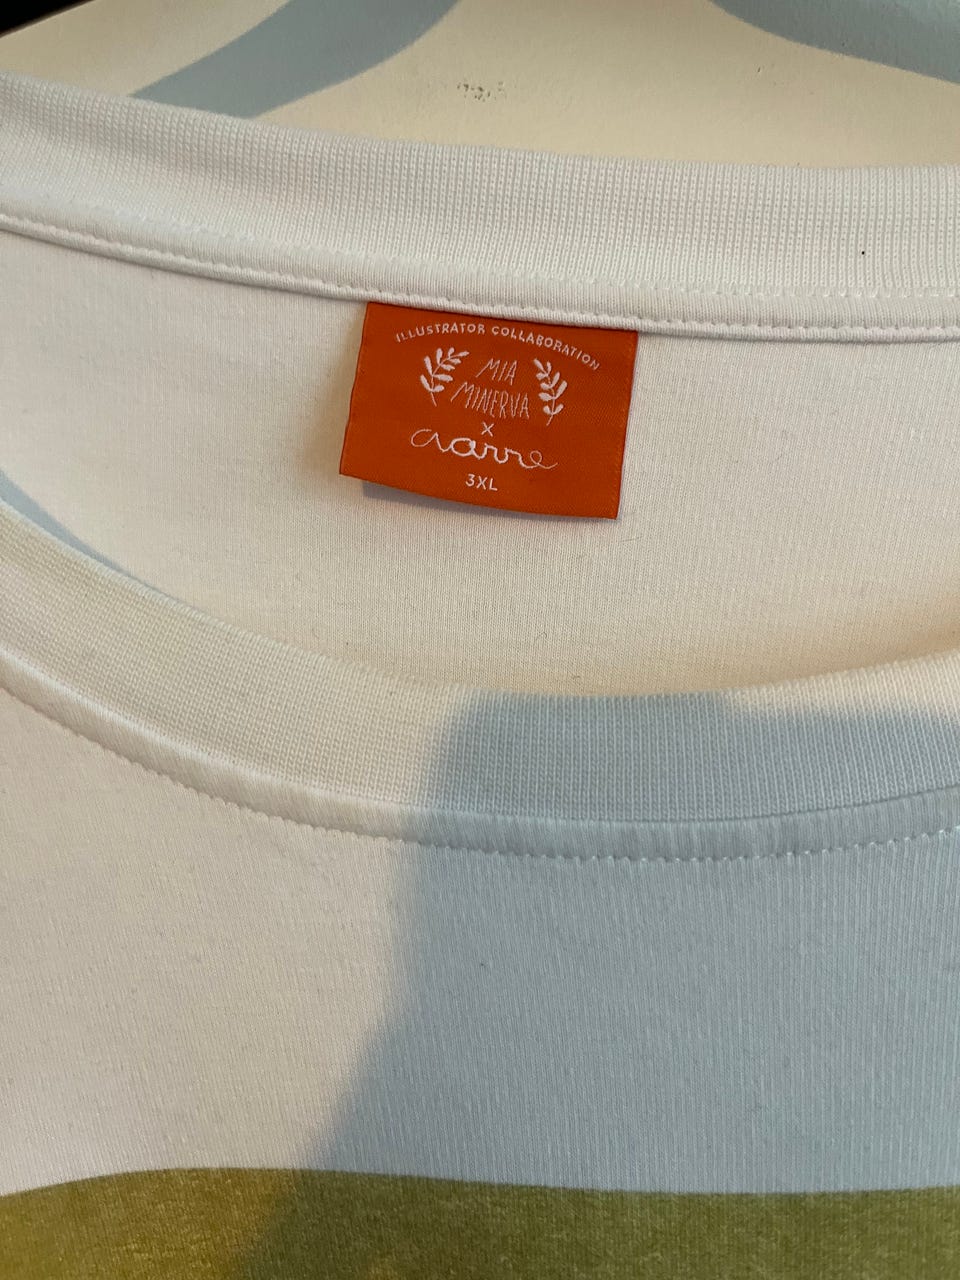 ILLUSTRATOR COLLABORATION
MIA
MINERVA
x
aarre
3XL